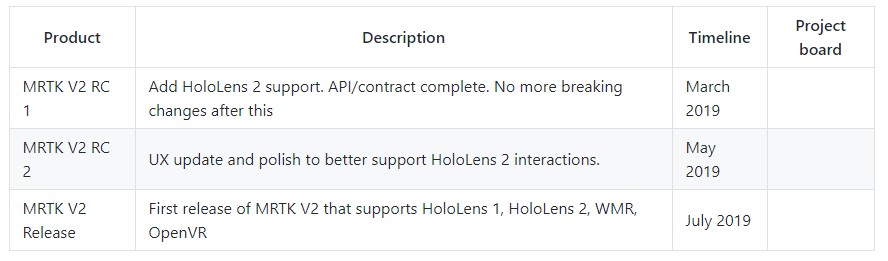 Product Description Timeline Project
board
MRTK V2 RC Add HoloLens 2 support. API/contract complete. No more breaking March
1 changes after this 2019
MRTK V2 RC UX update and polish to better support HoloLens 2 interactions. May
2 2019
MRTK V2 First release of MRTK V2 that supports HoloLens 1, HoloLens 2, WMR, July 2019
Release OpenVR